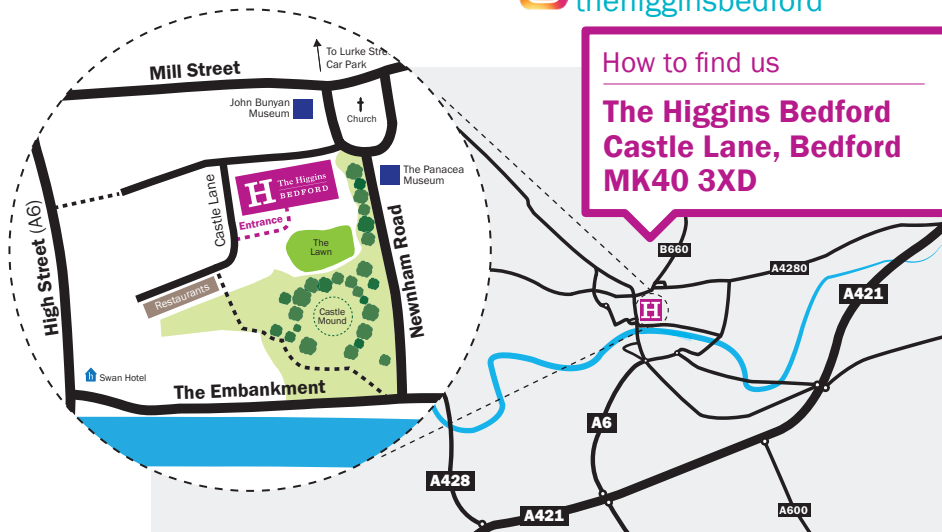 thehigginsbedford
How to find us
The Higgins Bedford
Castle Lane, Bedford
MK40 3XD
To Lurke Stre
Car Park
Mill Street
John Bunyan
Museum
Church
The Panacea
Museum
The Higgins
BEDFORD
H
Entrance
Castle Lane
High Street (A6)
The
Lawn
Newnham Road
Restaurants
Castle
Mound
h
Swan Hotel
The Embankment
B660
A4280
A421
H
A6
A428
A421
A600